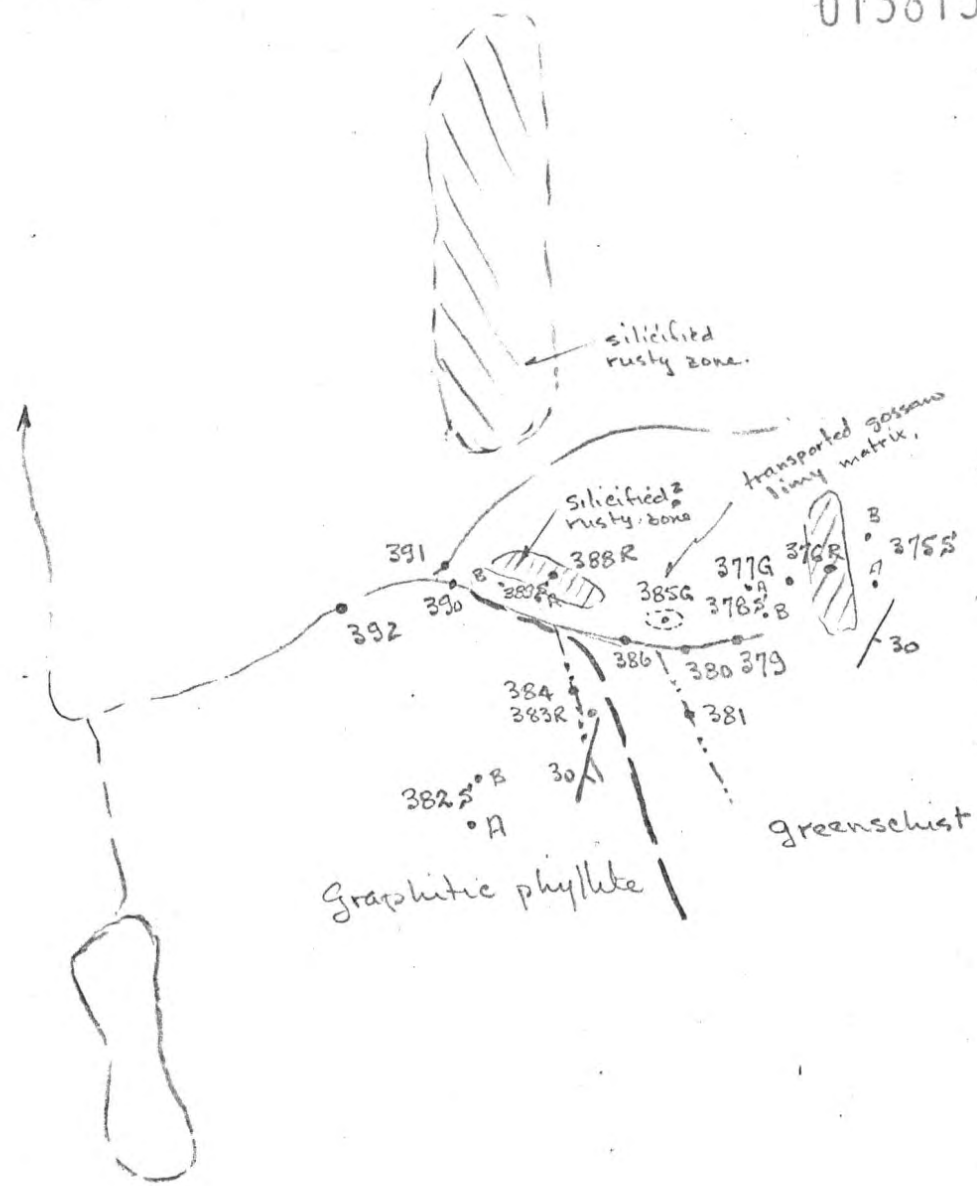 silicified
rusty zone.
transported gossan
limy matrix.
silicified?
rusty zone
391
388R
B
375S
A
B
389S
A
390
385G
377G
A
376R
378S
B
392
386
380
379
30
384
383R
381
30
382S
B
A
greenschist
Graphitic phyllite